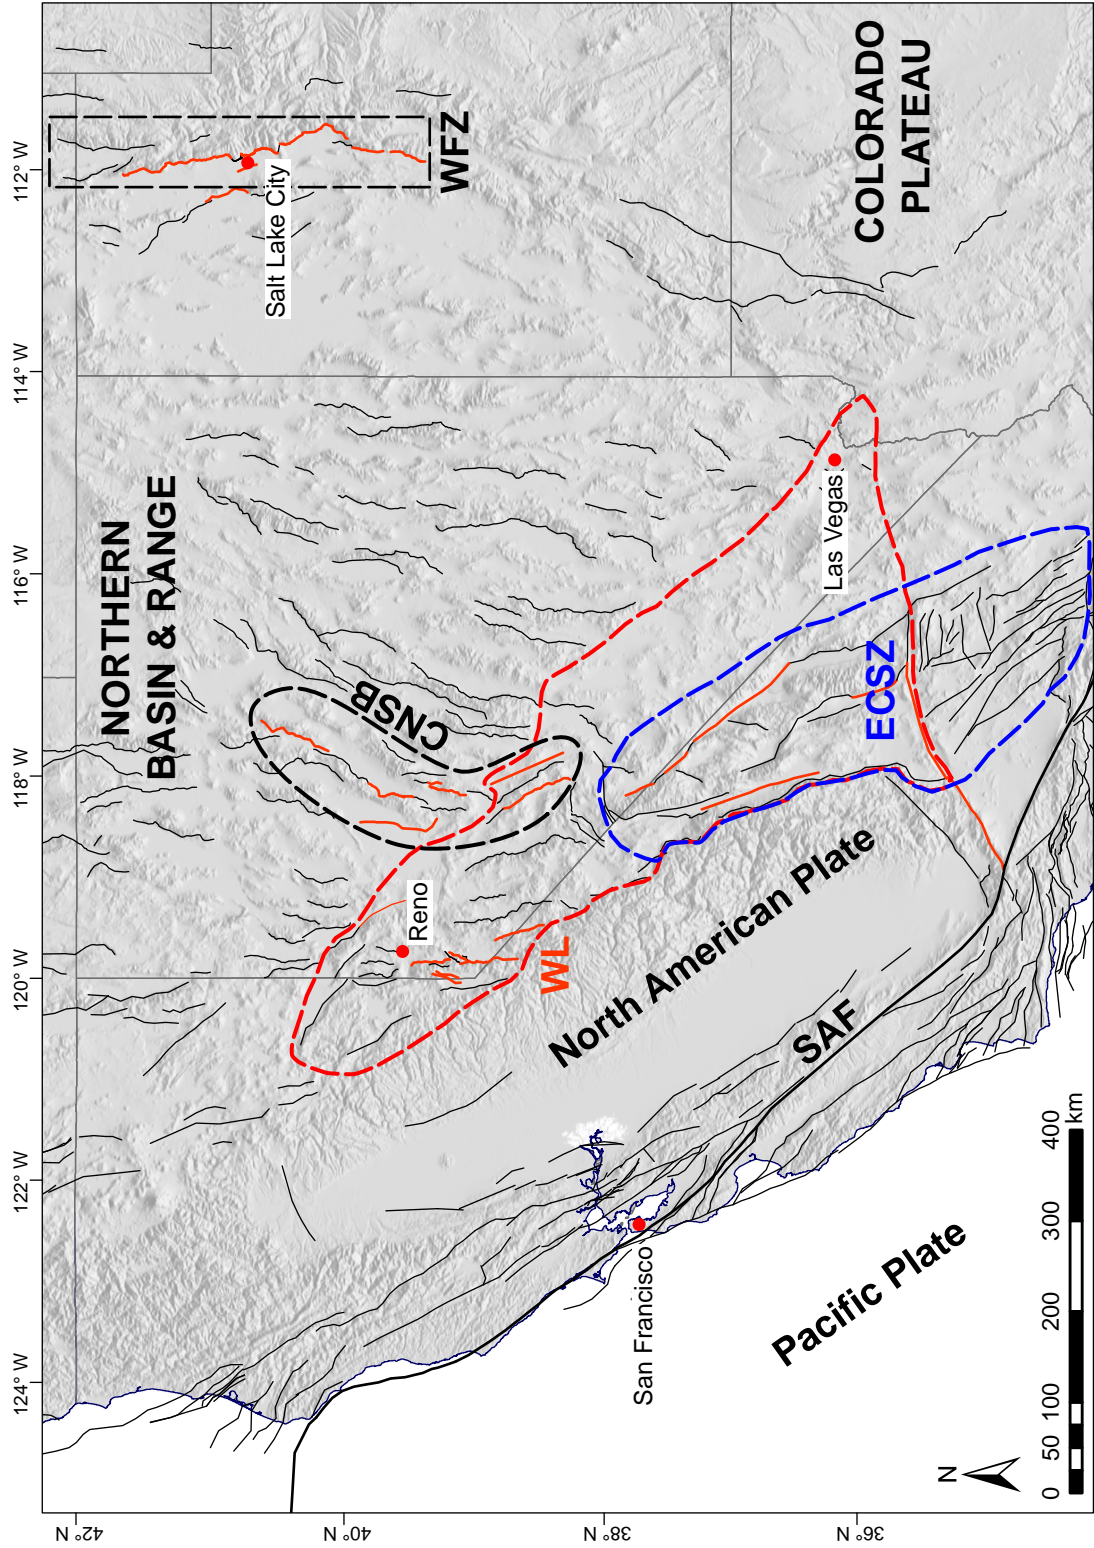 112° W
114° W
116° W
118° W
120° W
122° W
124° W
42° N
40° N
38° N
36° N
NORTHERN
BASIN & RANGE
COLORADO
PLATEAU
WFZ
Salt Lake City
CNSB
Reno
WL
Las Vegas
ECSZ
North American Plate
SAF
San Francisco
Pacific Plate
N
0 50 100 200 300 400
km